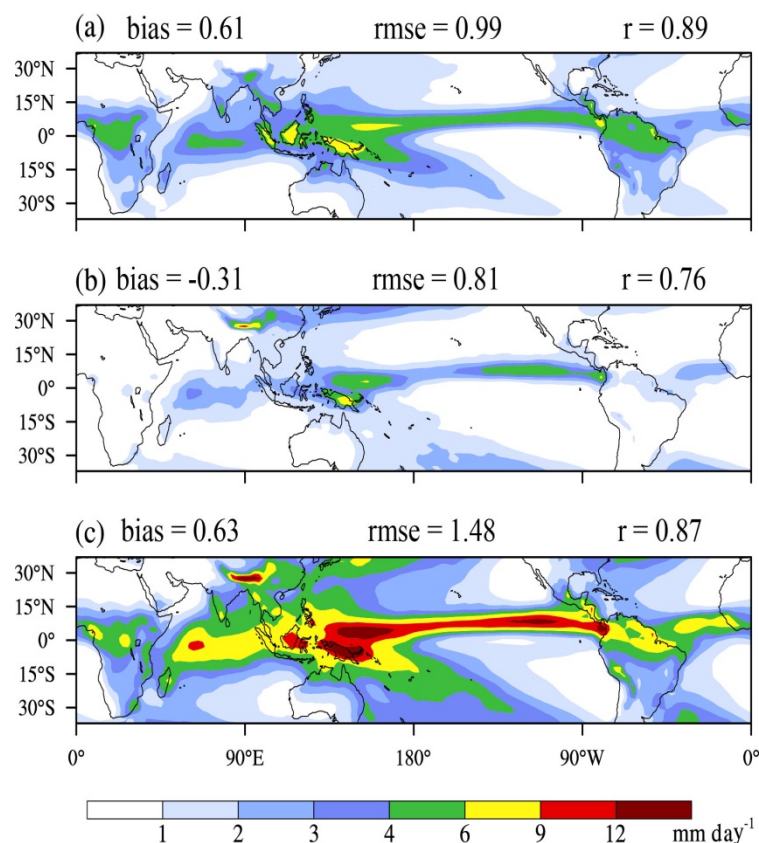 (a) bias = 0.61 rmse = 0.99 r = 0.89
30°N
15°N
0°
15°S
30°S
(b) bias = -0.31 rmse = 0.81 r = 0.76
30°N
15°N
0°
15°S
30°S
(c) bias = 0.63 rmse = 1.48 r = 0.87
30°N
15°N
0°
15°S
30°S
0° 90°E 180° 90°W 0°
1 2 3 4 6 9 12 mm day⁻¹